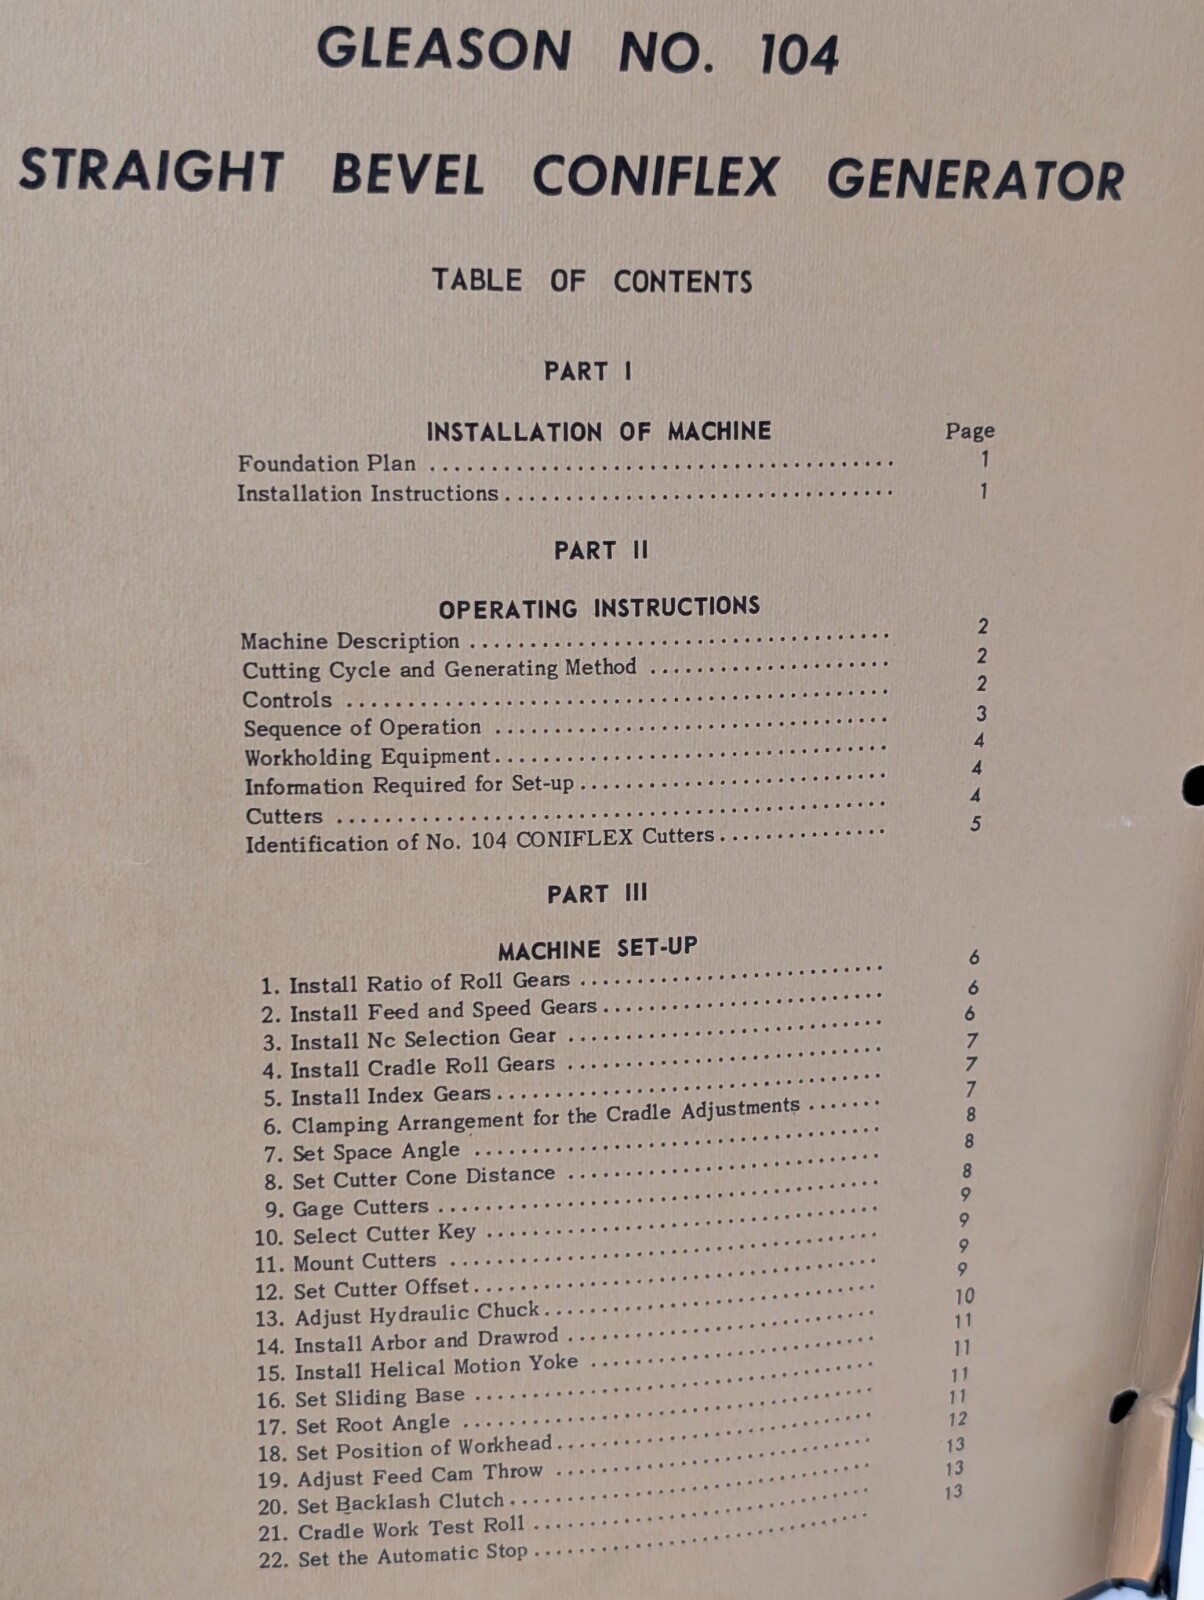 GLEASON NO. 104
STRAIGHT BEVEL CONIFLEX GENERATOR
TABLE OF CONTENTS
PART I
INSTALLATION OF MACHINE Page
Foundation Plan ...................................... 1
Installation Instructions................................ 1
PART II
OPERATING INSTRUCTIONS
Machine Description ................................... 2
Cutting Cycle and Generating Method .................... 2
Controls ............................................. 2
Sequence of Operation ................................. 3
Workholding Equipment................................. 4
Information Required for Set-up.......................... 4
Cutters .............................................. 4
Identification of No. 104 CONIFLEX Cutters.............. 5
PART III
MACHINE SET-UP
1. Install Ratio of Roll Gears ......................... 6
2. Install Feed and Speed Gears....................... 6
3. Install Nc Selection Gear .......................... 6
4. Install Cradle Roll Gears .......................... 7
5. Install Index Gears................................ 7
6. Clamping Arrangement for the Cradle Adjustments ....... 7
7. Set Space Angle .................................. 8
8. Set Cutter Cone Distance .......................... 8
9. Gage Cutters ..................................... 8
10. Select Cutter Key ................................. 9
11. Mount Cutters .................................... 9
12. Set Cutter Offset.................................. 9
13. Adjust Hydraulic Chuck............................ 9
14. Install Arbor and Drawrod .......................... 10
15. Install Helical Motion Yoke ........................ 11
16. Set Sliding Base .................................. 11
17. Set Root Angle ................................... 11
18. Set Position of Workhead........................... 11
19. Adjust Feed Cam Throw ........................... 12
20. Set Backlash Clutch............................... 13
21. Cradle Work Test Roll ............................. 13
22. Set the Automatic Stop............................. 13